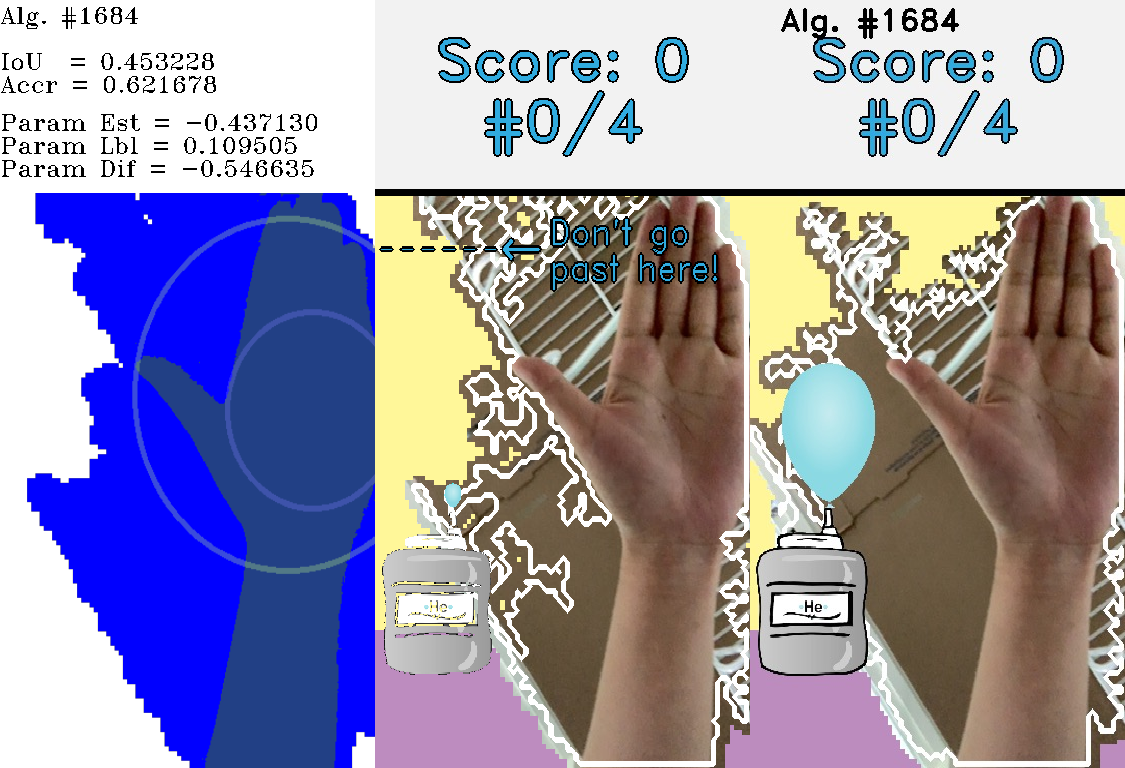 Alg. #1684
IoU = 0.453228
Accr = 0.621678
Param Est = −0.437130
Param Lbl = 0.109505
Param Dif = −0.546635
Score: 0
#0/4
Don't go
past here!
He
Alg. #1684
Score: 0
#0/4
He